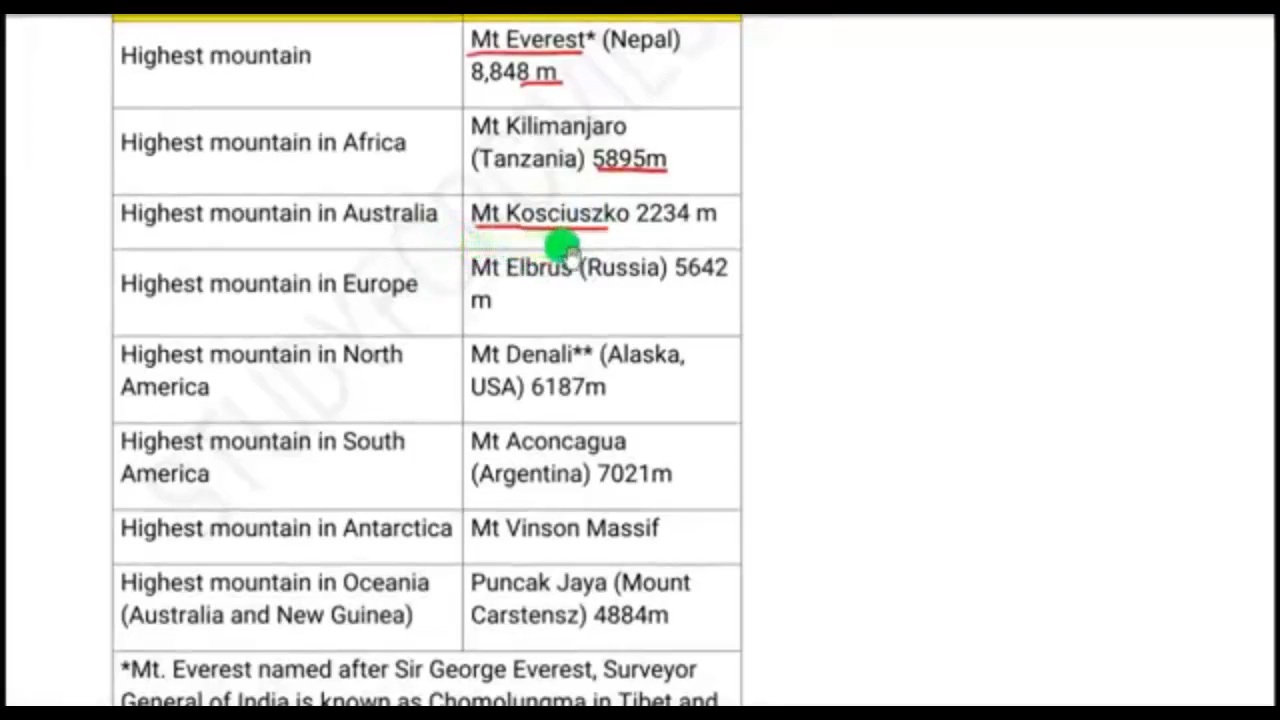 Highest mountain
Mt Everest* (Nepal)
8,848 m
Highest mountain in Africa
Mt Kilimanjaro
(Tanzania) 5895m
Highest mountain in Australia
Mt Kosciuszko 2234 m
Highest mountain in Europe
Mt Elbrus (Russia) 5642
m
Highest mountain in North
America
Mt Denali** (Alaska,
USA) 6187m
Highest mountain in South
America
Mt Aconcagua
(Argentina) 7021m
Highest mountain in Antarctica
Mt Vinson Massif
Highest mountain in Oceania
(Australia and New Guinea)
Puncak Jaya (Mount
Carstensz) 4884m
*Mt. Everest named after Sir George Everest, Surveyor
General of India is known as Chomolungma in Tibet and